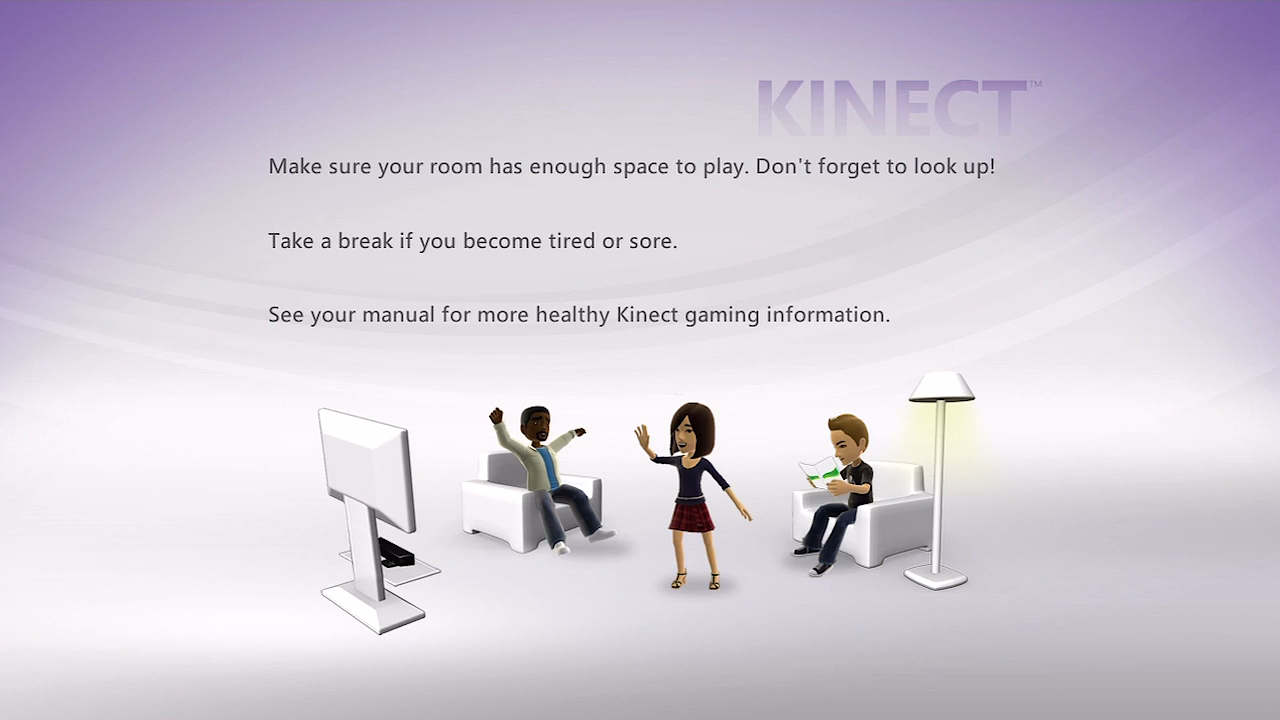 KINECT™
Make sure your room has enough space to play. Don't forget to look up!
Take a break if you become tired or sore.
See your manual for more healthy Kinect gaming information.